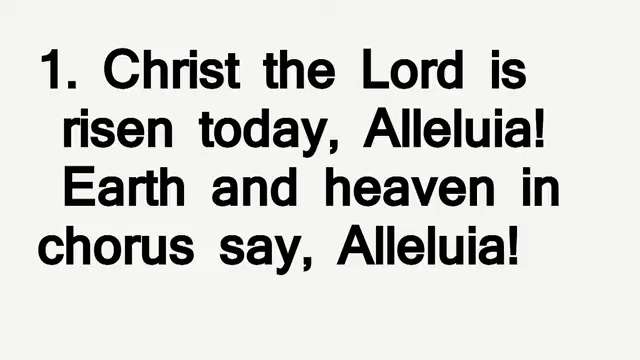 1. Christ the Lord is
risen today, Alleluia!
Earth and heaven in
chorus say, Alleluia!